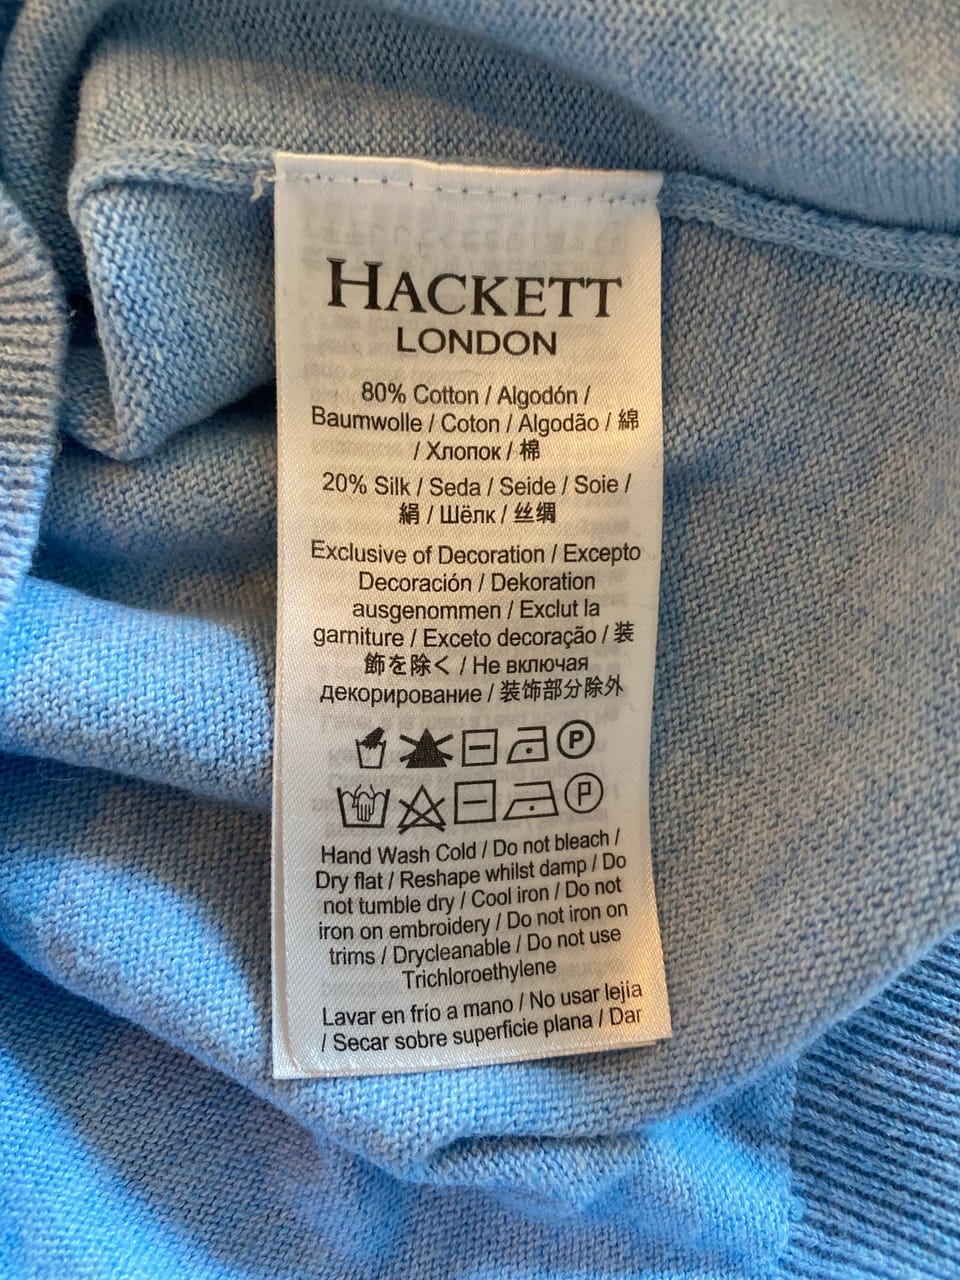 HACKETT
LONDON
80% Cotton / Algodón /
Baumwolle / Coton / Algodão / 綿
/ Хлопок / 棉
20% Silk / Seda / Seide / Soie /
絹 / Шёлк / 丝绸
Exclusive of Decoration / Excepto
Decoración / Dekoration
ausgenommen / Exclut la
garniture / Exceto decoração / 装
飾を除く / Не включая
декорирование / 装饰部分除外
P
P
Hand Wash Cold / Do not bleach /
Dry flat / Reshape whilst damp / Do
not tumble dry / Cool iron / Do not
iron on embroidery / Do not iron on
trims / Drycleanable / Do not use
Trichloroethylene
Lavar en frío a mano / No usar lejía
/ Secar sobre superficie plana / Dar